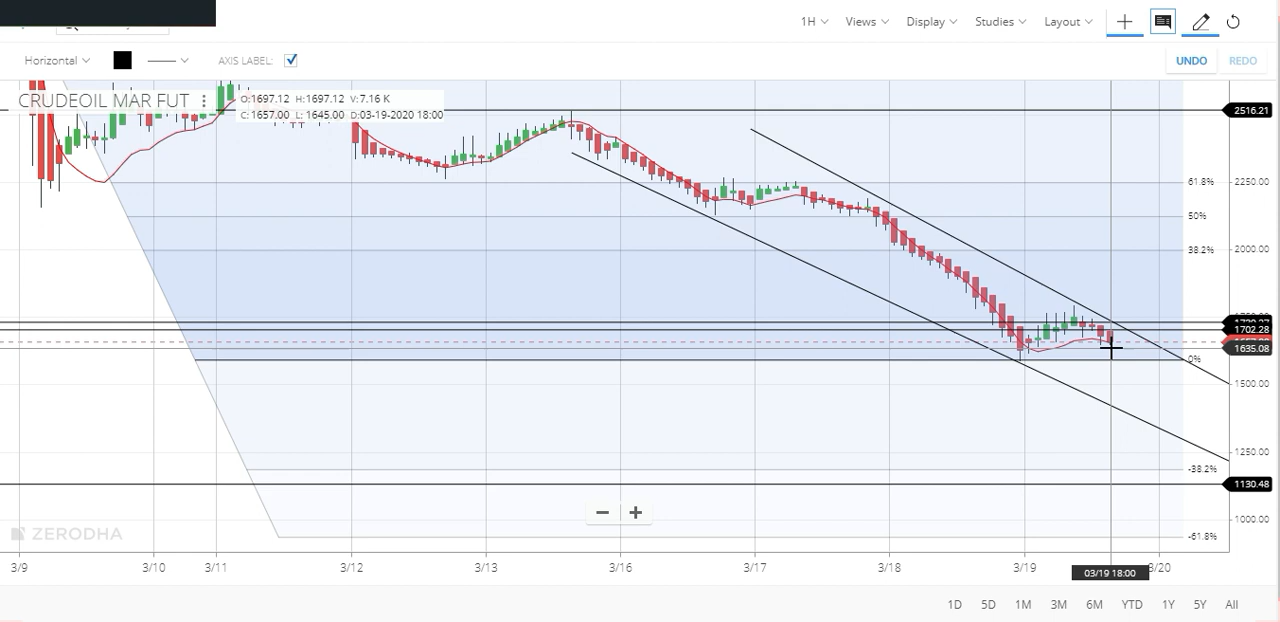 1H Views Display Studies Layout
Horizontal AXIS LABEL: UNDO REDO
CRUDEOIL MAR FUT O:1697.12 H:1697.12 V:7.16 K
C:1657.00 L: 1645.00 D:03-19-2020 18:00
2516.21
61.8% 2250.00
50%
38.2% 2000.00
1702.28
1635.08
0%
1500.00
1250.00
-38.2%
1130.48
1000.00
ZERODHA
-61.8%
3/9 3/10 3/11 3/12 3/13 3/16 3/17 3/18 3/19 03/19 18:00 3/20
1D 5D 1M 3M 6M YTD 1Y 5Y All